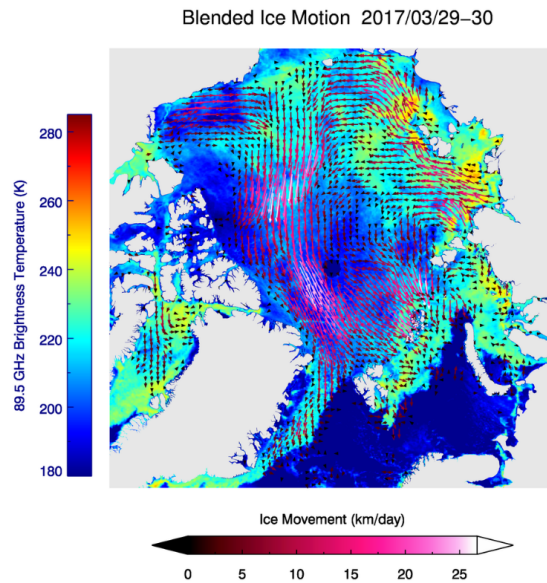 Blended Ice Motion 2017/03/29–30
89.5 GHz Brightness Temperature (K)
280
260
240
220
200
180
Ice Movement (km/day)
0 5 10 15 20 25